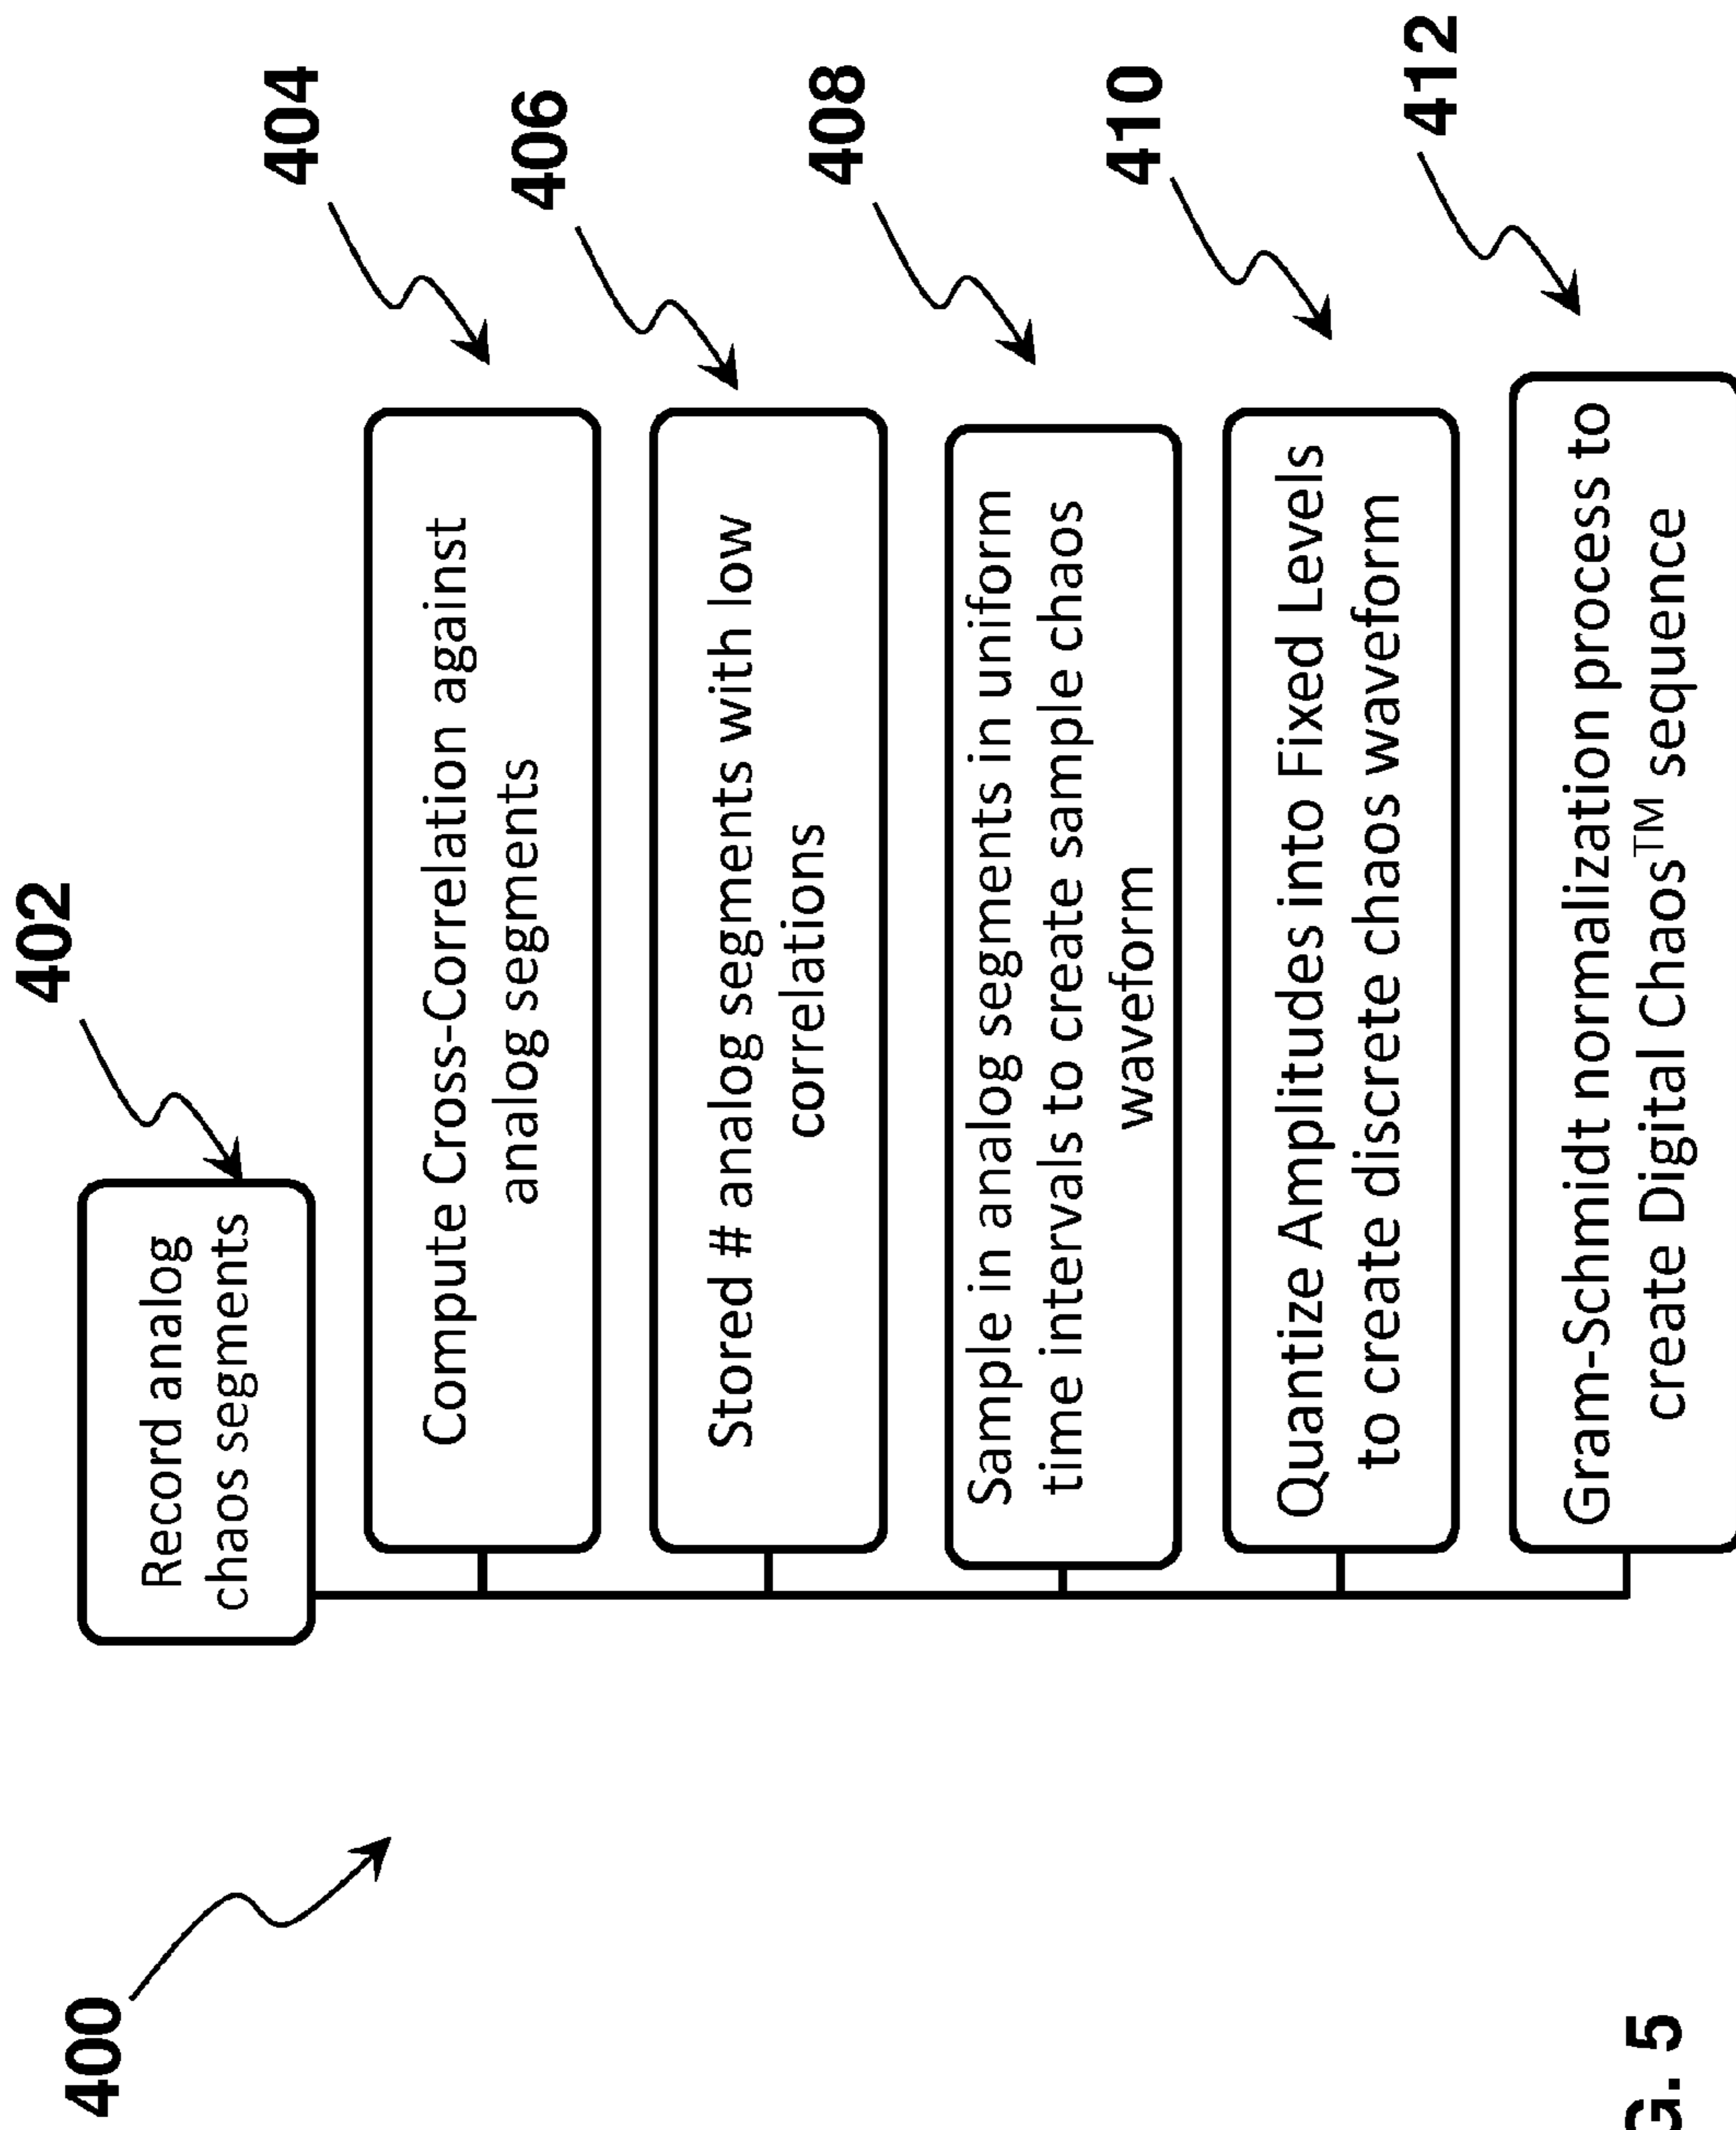 400
402
Record analog
chaos segments
404
Compute Cross-Correlation against
analog segments
406
Stored # analog segments with low
correlations
408
Sample in analog segments in uniform
time intervals to create sample chaos
waveform
410
Quantize Amplitudes into Fixed Levels
to create discrete chaos waveform
412
Gram-Schmidt normalization process to
create Digital Chaos™ sequence
G. 5